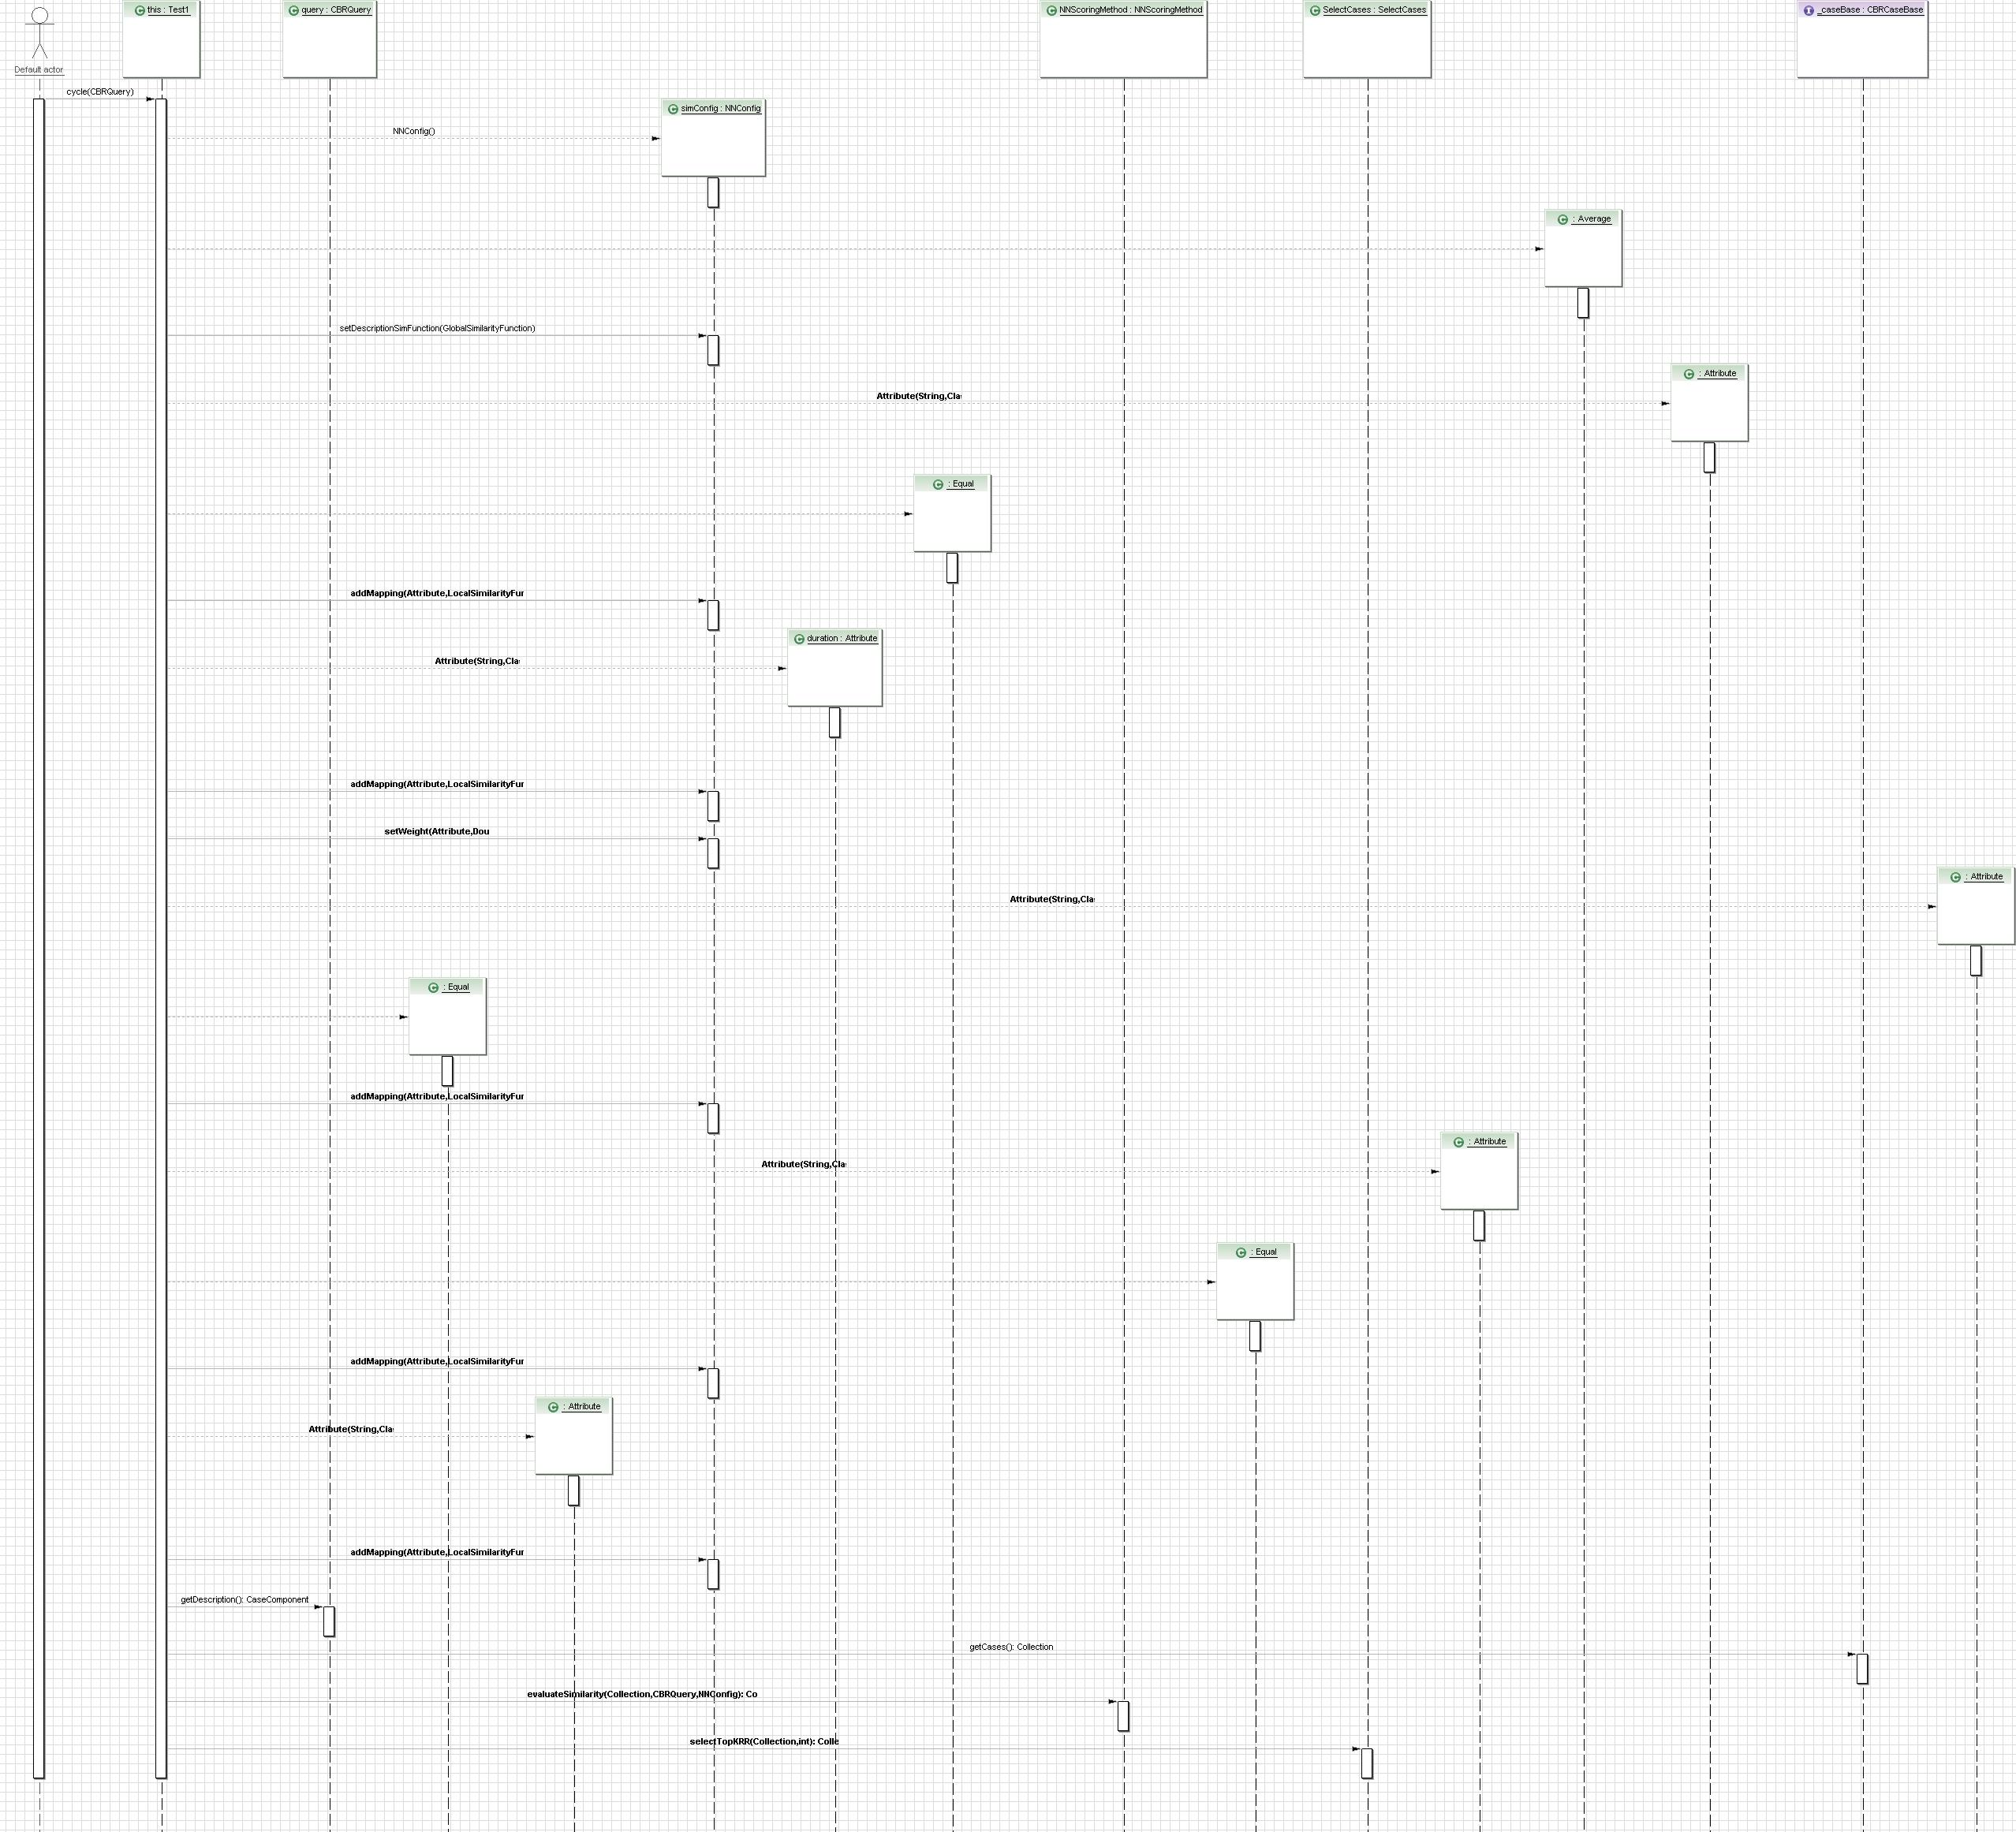 this : Test1
query : CBRQuery
NNScoringMethod : NNScoringMethod
SelectCases : SelectCases
_caseBase : CBRCaseBase
Default actor
cycle(CBRQuery)
simConfig : NNConfig
NNConfig()
: Average
setDescriptionSimFunction(GlobalSimilarityFunction)
: Attribute
Attribute(String,Cla
: Equal
addMapping(Attribute,LocalSimilarityFur
duration : Attribute
Attribute(String,Cla
addMapping(Attribute,LocalSimilarityFur
setWeight(Attribute,Dou
: Attribute
Attribute(String,Cla
: Equal
addMapping(Attribute,LocalSimilarityFur
: Attribute
Attribute(String,Cla
: Equal
addMapping(Attribute,LocalSimilarityFur
: Attribute
Attribute(String,Cla
addMapping(Attribute,LocalSimilarityFur
getDescription(): CaseComponent
getCases(): Collection
evaluateSimilarity(Collection,CBRQuery,NNConfig): Co
selectTopKRR(Collection,int): Colle